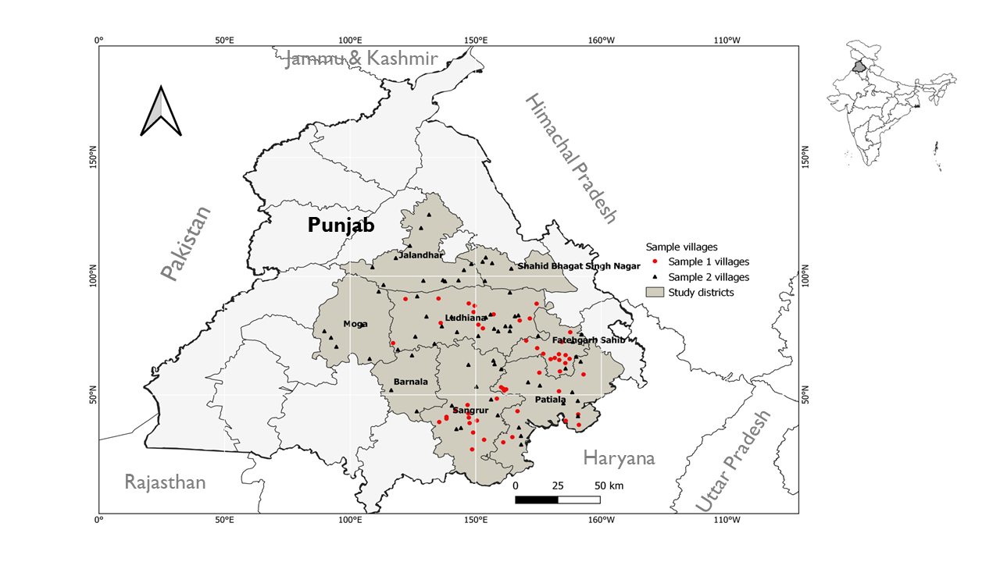 0° 50°E 100°E 150°E 160°W 110°W
Jammu & Kashmir
Himachal Pradesh
150°N 150°N
Pakistan
Punjab
Sample villages
Jalandhar
Sample 1 villages
Shahid Bhagat Singh Nagar
100°N 100°N
Sample 2 villages
Study districts
Ludhiana
Moga
Fatehgarh Sahib
Barnala
50°N 50°N
Patiala
Sangrur
Haryana
Uttar Pradesh
Rajasthan
0 25 50 km
0° 50°E 100°E 150°E 160°W 110°W